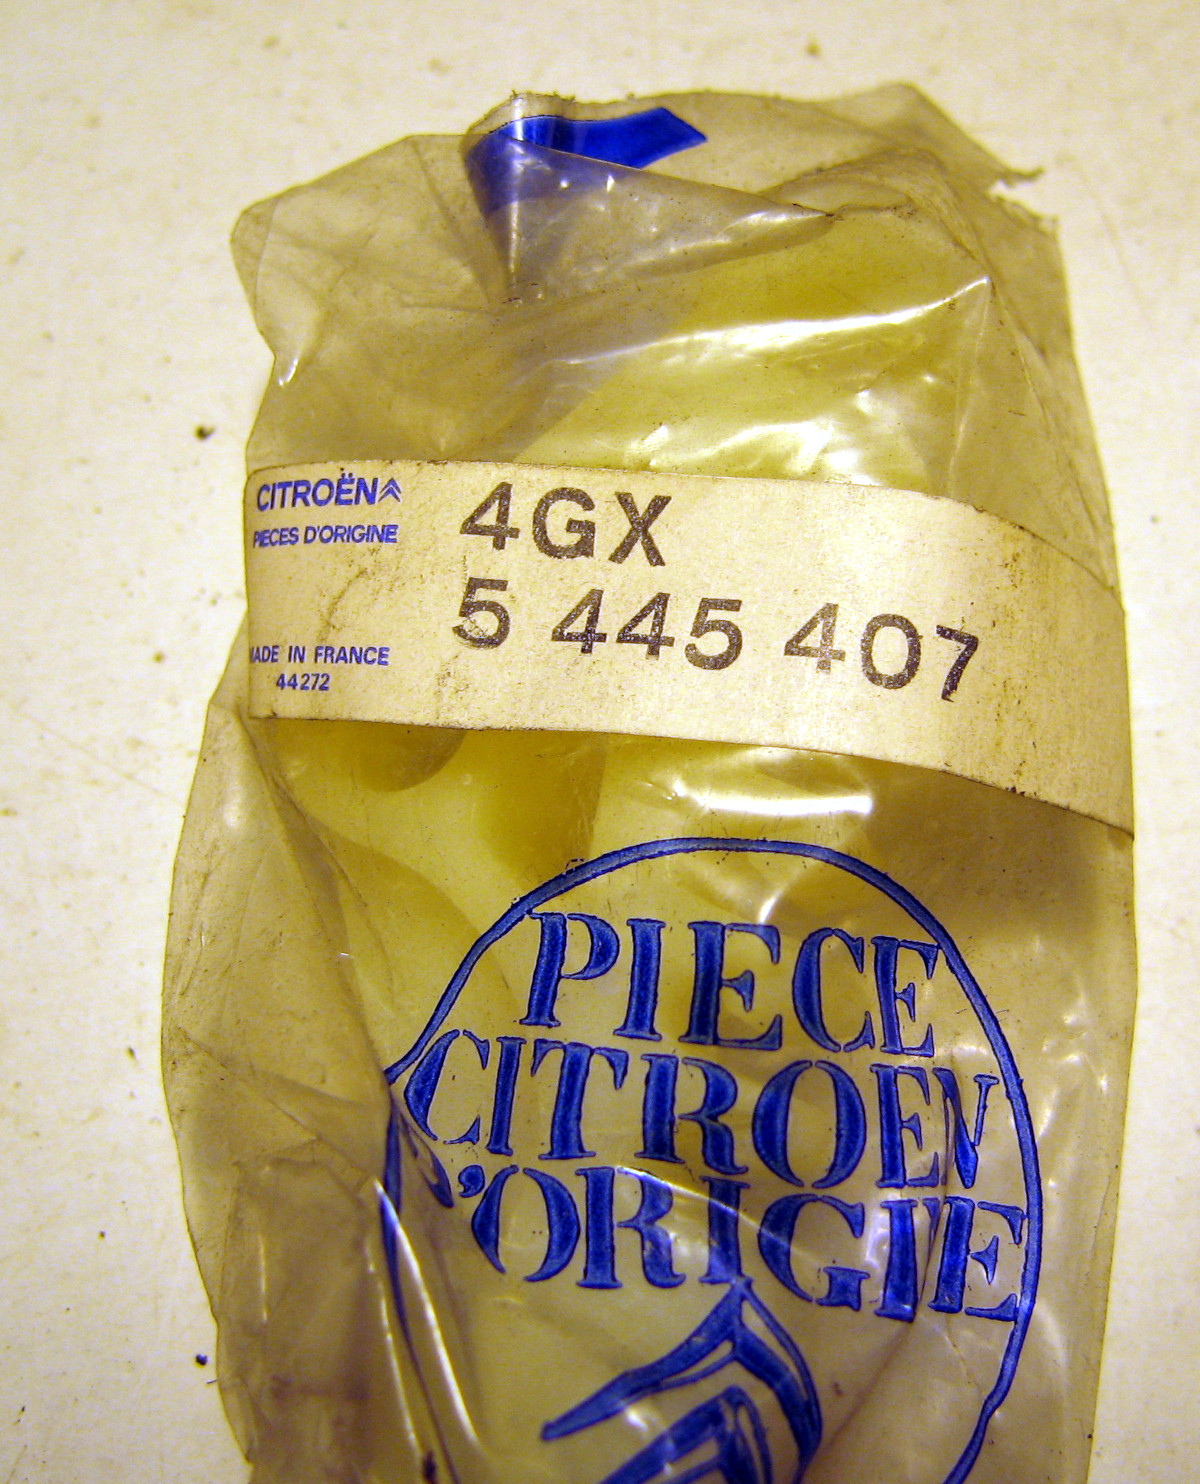 CITROËN
PIECES D'ORIGINE
4GX
5 445 407
MADE IN FRANCE
44272
PIECE
CITROEN
D'ORIGINE